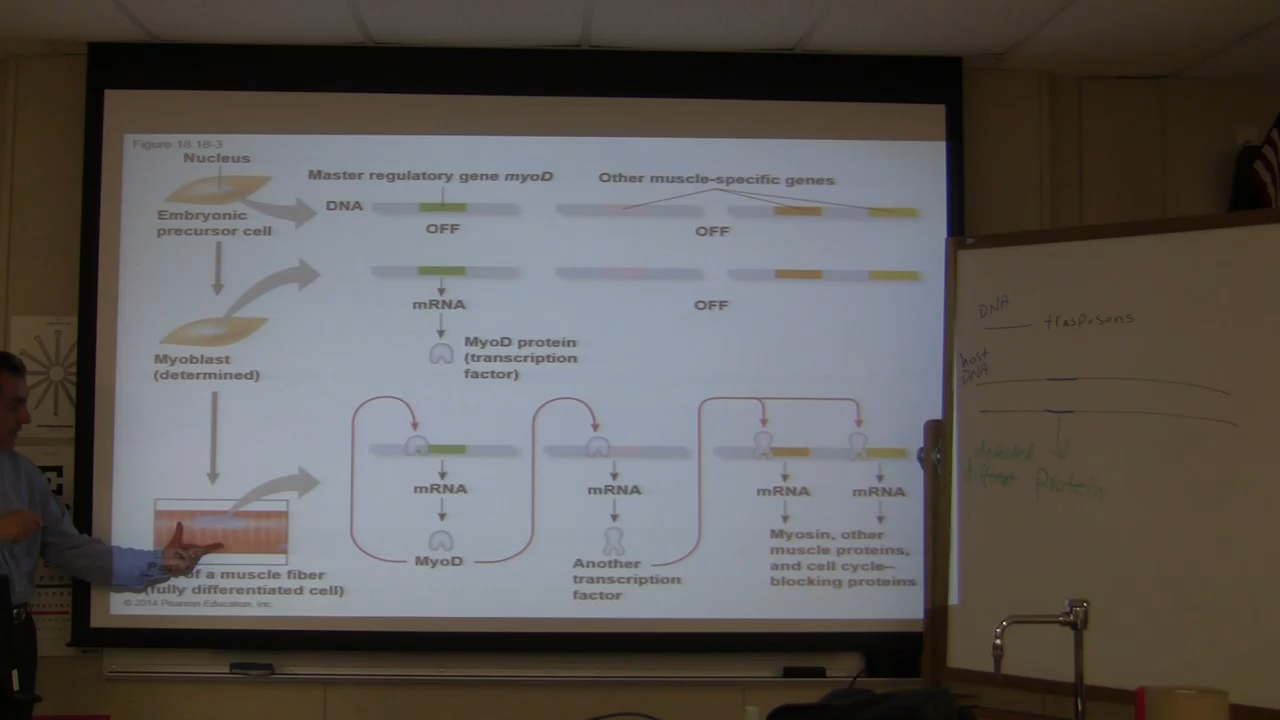 Figure 18.18-3
Nucleus
Master regulatory gene myoD
Other muscle-specific genes
DNA
Embryonic
precursor cell
OFF
OFF
mRNA
OFF
MyoD protein
(transcription
factor)
Myoblast
(determined)
mRNA
mRNA
mRNA
mRNA
MyoD
Another
transcription
factor
Myosin, other
muscle proteins,
and cell cycle–
blocking proteins
of a muscle fiber
(fully differentiated cell)
© 2014 Pearson Education, Inc.
DNA
trasposons
host
DNA
Protein